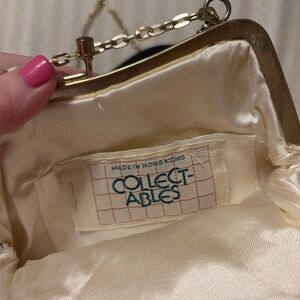 MADE IN HONG KONG
COLLECT-
ABLES